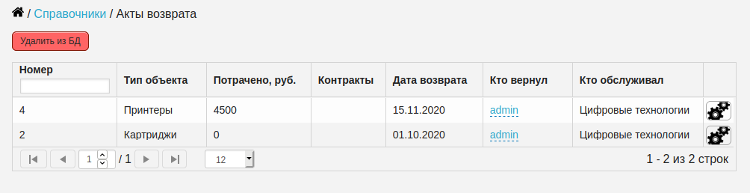 / Справочники / Акты возврата
Удалить из БД
Номер Тип объекта Потрачено, руб. Контракты Дата возврата Кто вернул Кто обслуживал
4 Принтеры 4500 15.11.2020 admin Цифровые технологии
2 Картриджи 0 01.10.2020 admin Цифровые технологии
1 / 1 12 1 - 2 из 2 строк